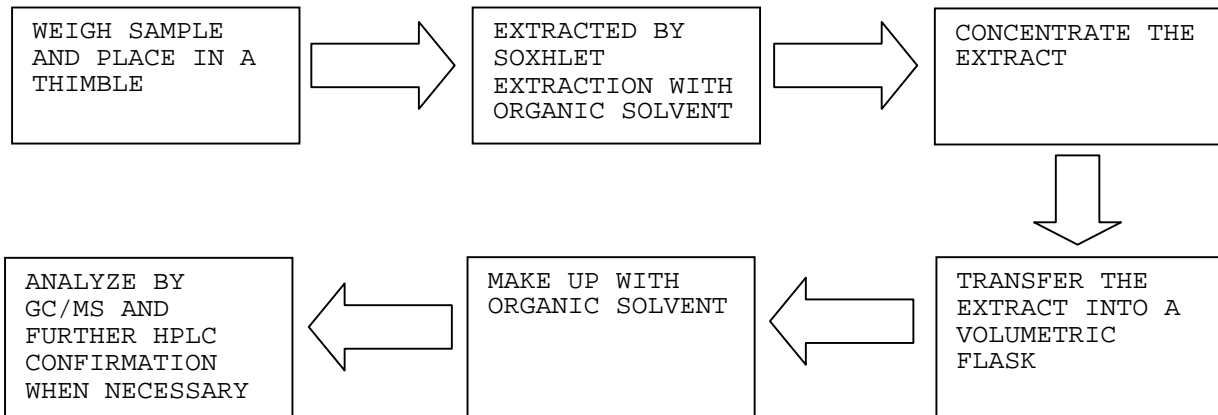 WEIGH SAMPLE
AND PLACE IN A
THIMBLE
EXTRACTED BY
SOXHLET
EXTRACTION WITH
ORGANIC SOLVENT
CONCENTRATE THE
EXTRACT
TRANSFER THE
EXTRACT INTO A
VOLUMETRIC
FLASK
MAKE UP WITH
ORGANIC SOLVENT
ANALYZE BY
GC/MS AND
FURTHER HPLC
CONFIRMATION
WHEN NECESSARY